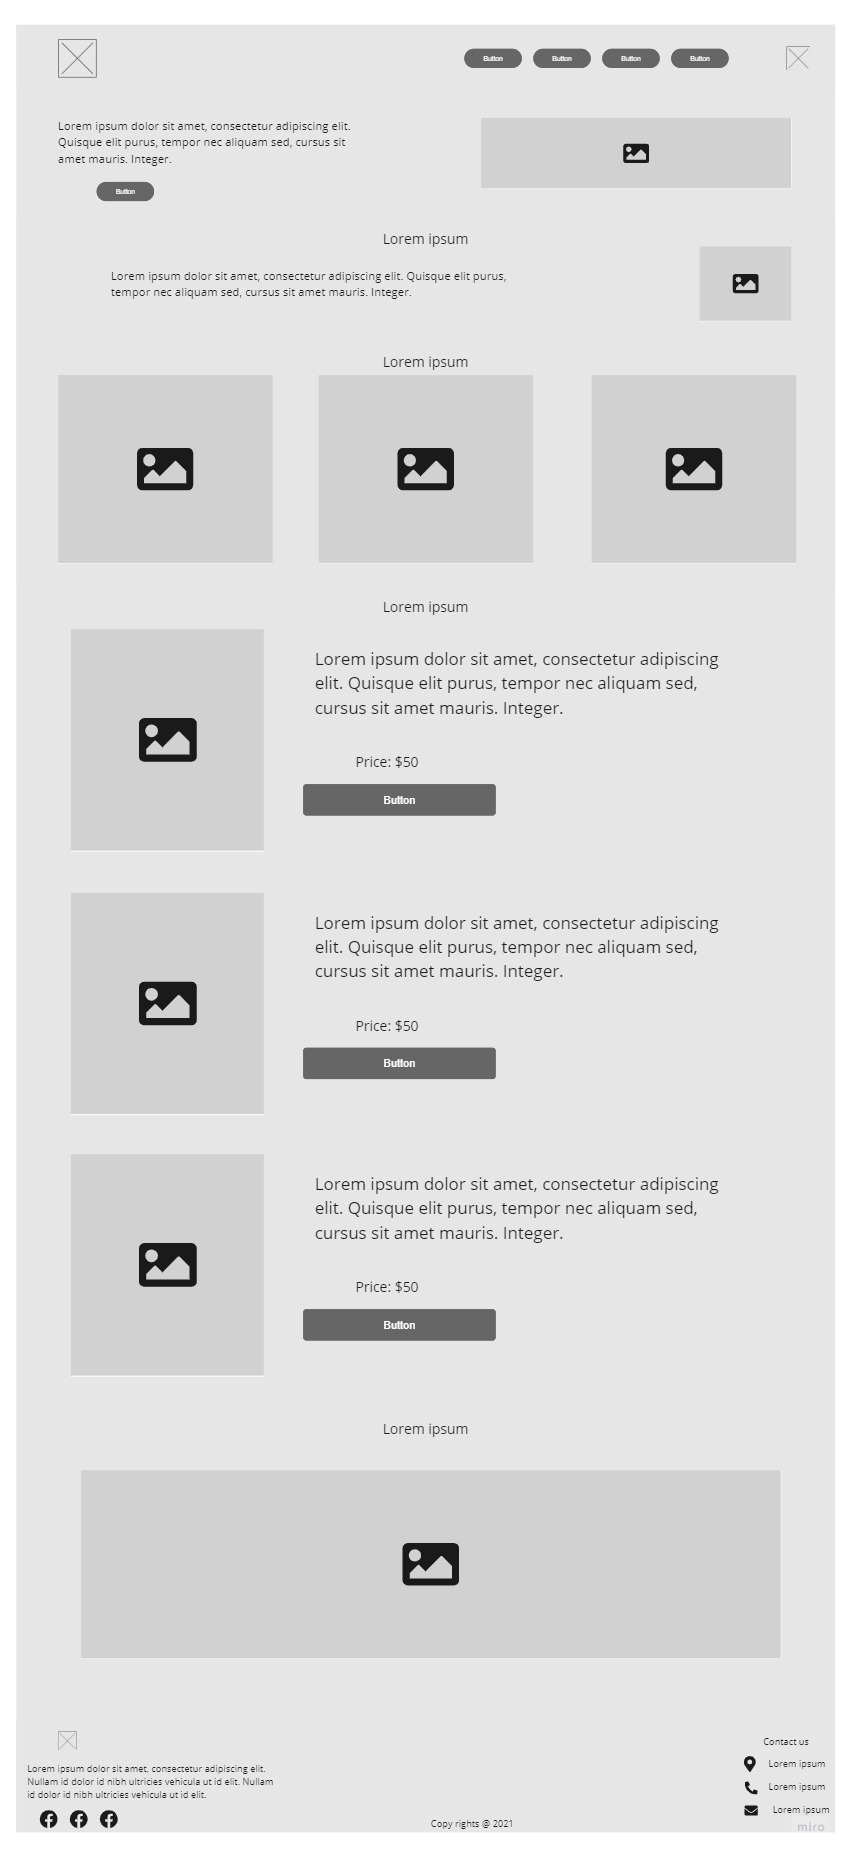 Button Button Button Button
Lorem ipsum dolor sit amet, consectetur adipiscing elit.
Quisque elit purus, tempor nec aliquam sed, cursus sit
amet mauris. Integer.
Button
Lorem ipsum
Lorem ipsum dolor sit amet, consectetur adipiscing elit. Quisque elit purus,
tempor nec aliquam sed, cursus sit amet mauris. Integer.
Lorem ipsum
Lorem ipsum
Lorem ipsum dolor sit amet, consectetur adipiscing
elit. Quisque elit purus, tempor nec aliquam sed,
cursus sit amet mauris. Integer.
Price: $50
Button
Lorem ipsum dolor sit amet, consectetur adipiscing
elit. Quisque elit purus, tempor nec aliquam sed,
cursus sit amet mauris. Integer.
Price: $50
Button
Lorem ipsum dolor sit amet, consectetur adipiscing
elit. Quisque elit purus, tempor nec aliquam sed,
cursus sit amet mauris. Integer.
Price: $50
Button
Lorem ipsum
Lorem ipsum dolor sit amet, consectetur adipiscing elit.
Nullam id dolor id nibh ultricies vehicula ut id elit. Nullam
id dolor id nibh ultricies vehicula ut id elit.
Copy rights @ 2021
Contact us
Lorem ipsum
Lorem ipsum
Lorem ipsum
miro